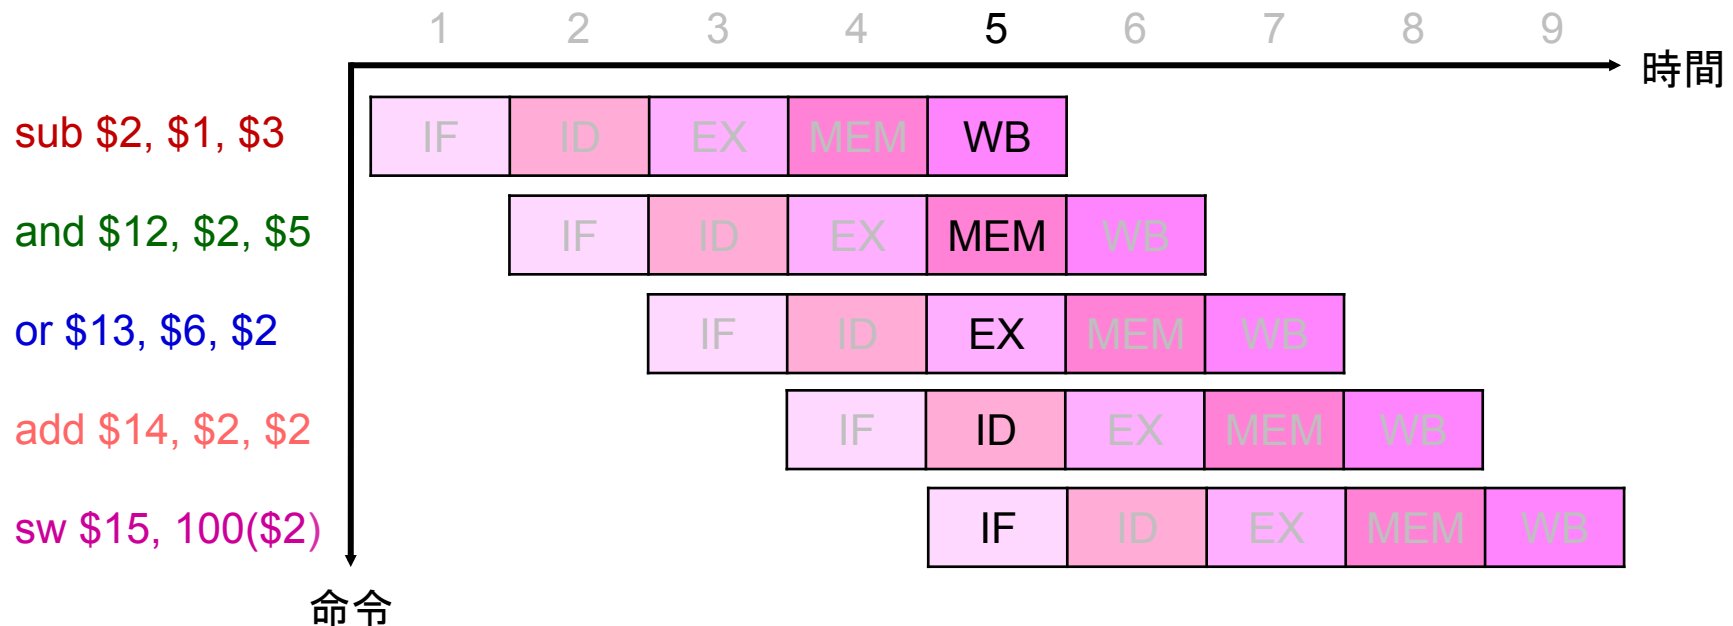 1 2 3 4 5 6 7 8 9
時間
sub $2, $1, $3 IF ID EX MEM WB
and $12, $2, $5 IF ID EX MEM WB
or $13, $6, $2 IF ID EX MEM WB
add $14, $2, $2 IF ID EX MEM WB
sw $15, 100($2) IF ID EX MEM WB
命令